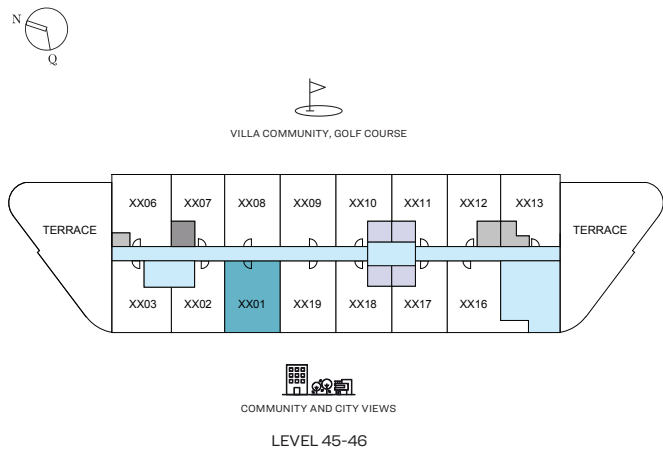 N
Q
VILLA COMMUNITY, GOLF COURSE
XX06 XX07 XX08 XX09 XX10 XX11 XX12 XX13
TERRACE TERRACE
XX03 XX02 XX01 XX19 XX18 XX17 XX16
COMMUNITY AND CITY VIEWS
LEVEL 45-46